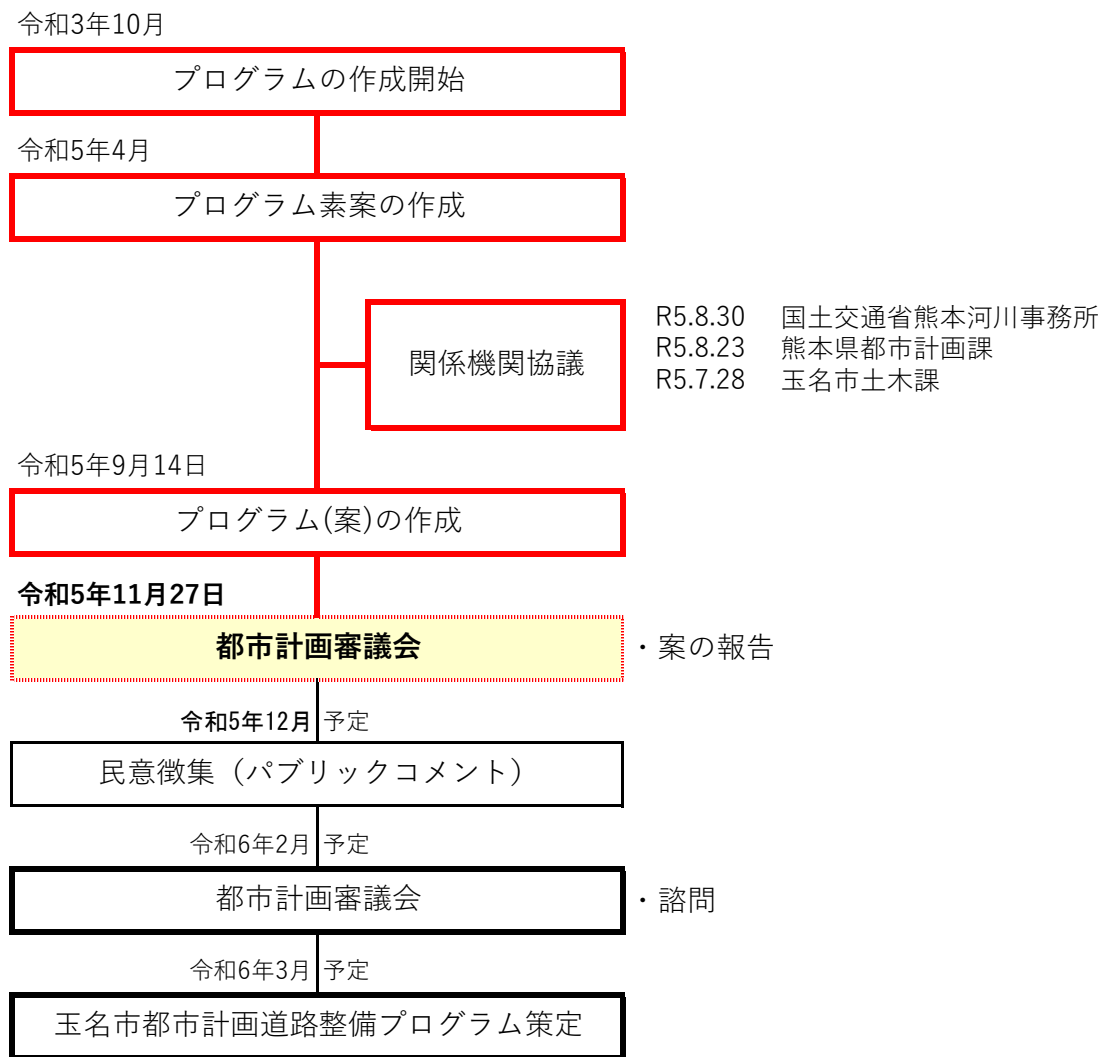 令和3年10月
プログラムの作成開始
令和5年4月
プログラム素案の作成
関係機関協議
R5.8.30 国土交通省熊本河川事務所
R5.8.23 熊本県都市計画課
R5.7.28 玉名市土木課
令和5年9月14日
プログラム(案)の作成
令和5年11月27日
都市計画審議会
・案の報告
令和5年12月 予定
民意徴集（パブリックコメント）
令和6年2月 予定
都市計画審議会
・諮問
令和6年3月 予定
玉名市都市計画道路整備プログラム策定